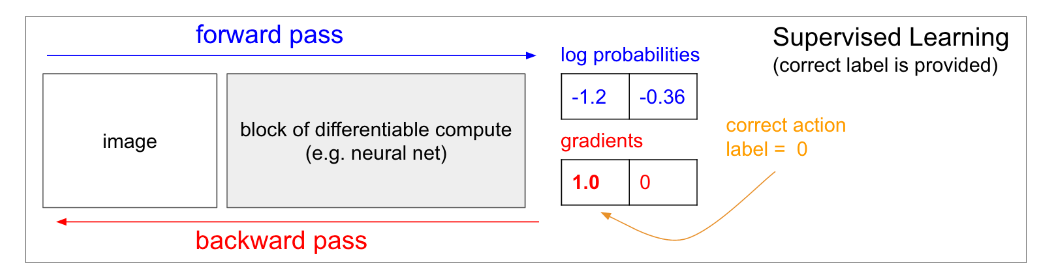 forward pass
Supervised Learning
(correct label is provided)
log probabilities
-1.2 -0.36
image
block of differentiable compute
(e.g. neural net)
gradients
1.0 0
correct action
label = 0
backward pass